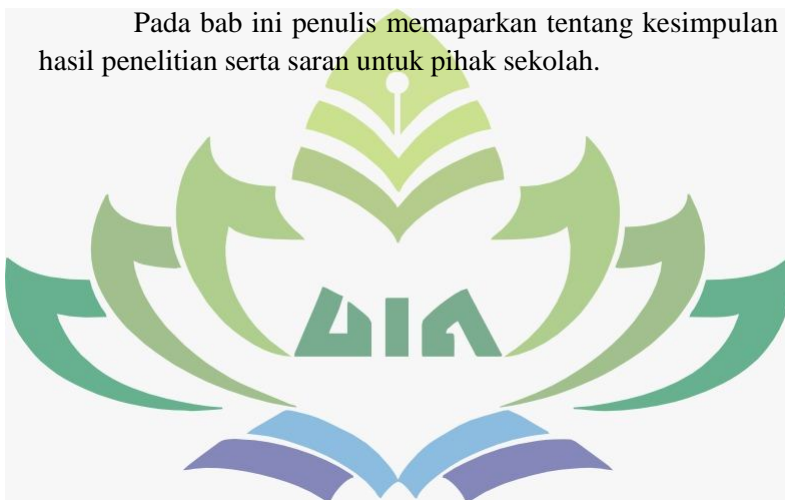 Pada bab ini penulis memaparkan tentang kesimpulan
hasil penelitian serta saran untuk pihak sekolah.
UIN